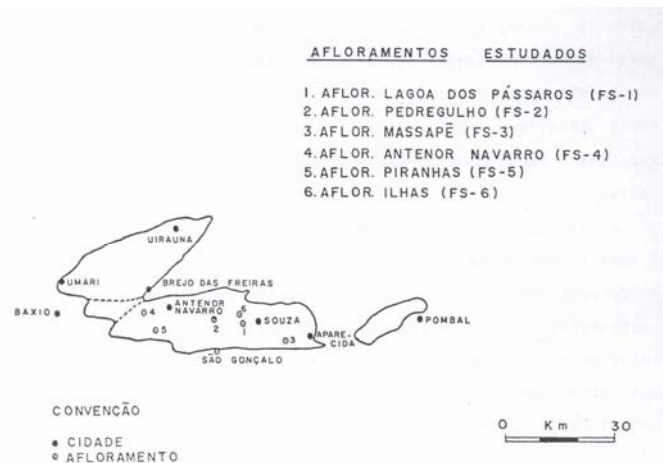 AFLORAMENTOS ESTUDADOS
1. AFLOR. LAGOA DOS PÁSSAROS (FS-1)
2. AFLOR. PEDREGULHO (FS-2)
3. AFLOR. MASSAPÊ (FS-3)
4. AFLOR. ANTENOR NAVARRO (FS-4)
5. AFLOR. PIRANHAS (FS-5)
6. AFLOR. ILHAS (FS-6)
UIRAUNA
UMARI
BREJO DAS FREIRAS
BAXIO
4
ANTENOR
NAVARRO
2
6
1
SOUZA
POMBAL
5
3
APARE-
CIDA
SÃO GONÇALO
CONVENÇÃO
CIDADE
AFLORAMENTO
0 Km 30